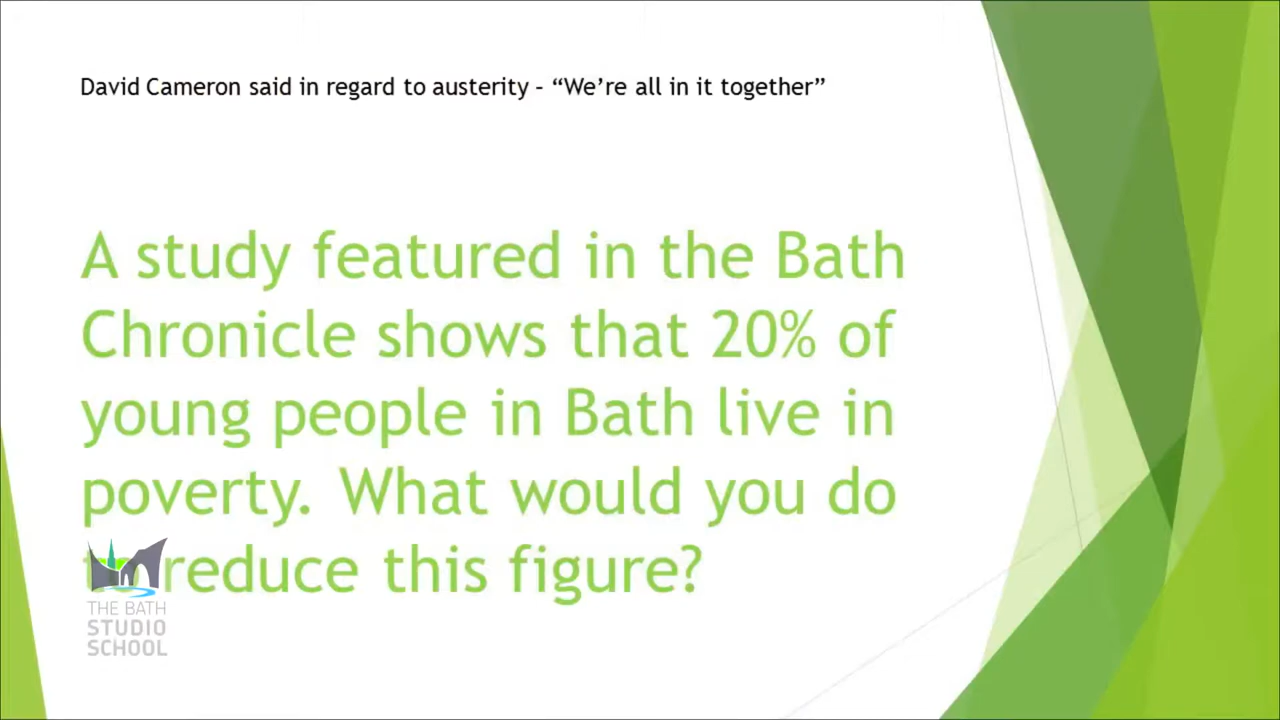 David Cameron said in regard to austerity – “We’re all in it together”
A study featured in the Bath
Chronicle shows that 20% of
young people in Bath live in
poverty. What would you do
to reduce this figure?
THE BATH
STUDIO
SCHOOL